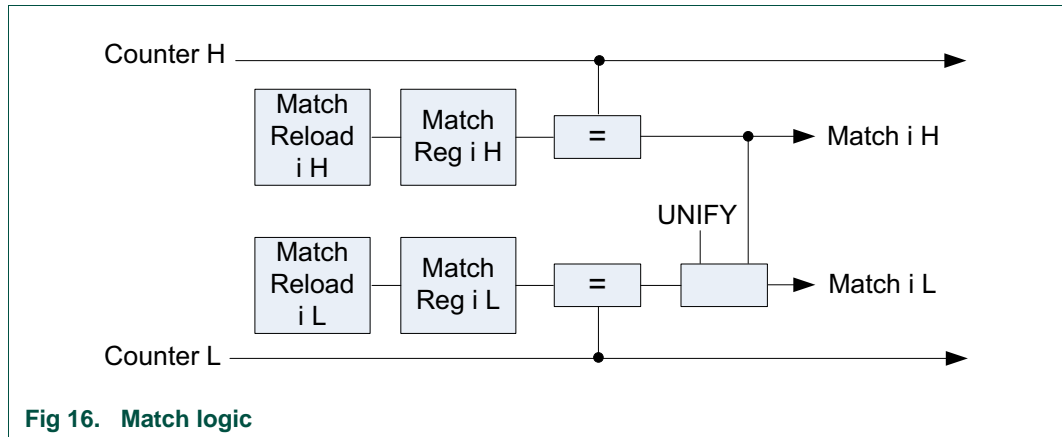 Counter H
Match
Reload
i H
Match
Reg i H
=
Match i H
UNIFY
Match
Reload
i L
Match
Reg i L
=
Match i L
Counter L
Fig 16. Match logic